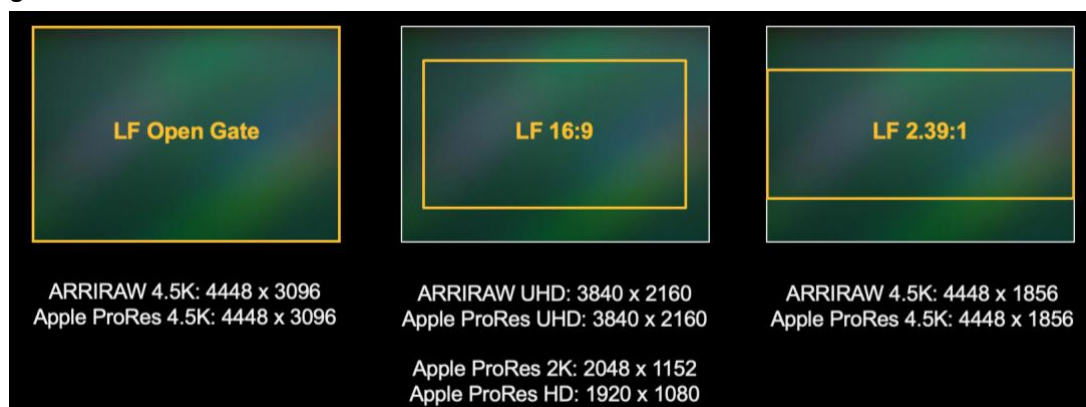 LF Open Gate
ARRIRAW 4.5K: 4448 x 3096
Apple ProRes 4.5K: 4448 x 3096
LF 16:9
ARRIRAW UHD: 3840 x 2160
Apple ProRes UHD: 3840 x 2160
Apple ProRes 2K: 2048 x 1152
Apple ProRes HD: 1920 x 1080
LF 2.39:1
ARRIRAW 4.5K: 4448 x 1856
Apple ProRes 4.5K: 4448 x 1856